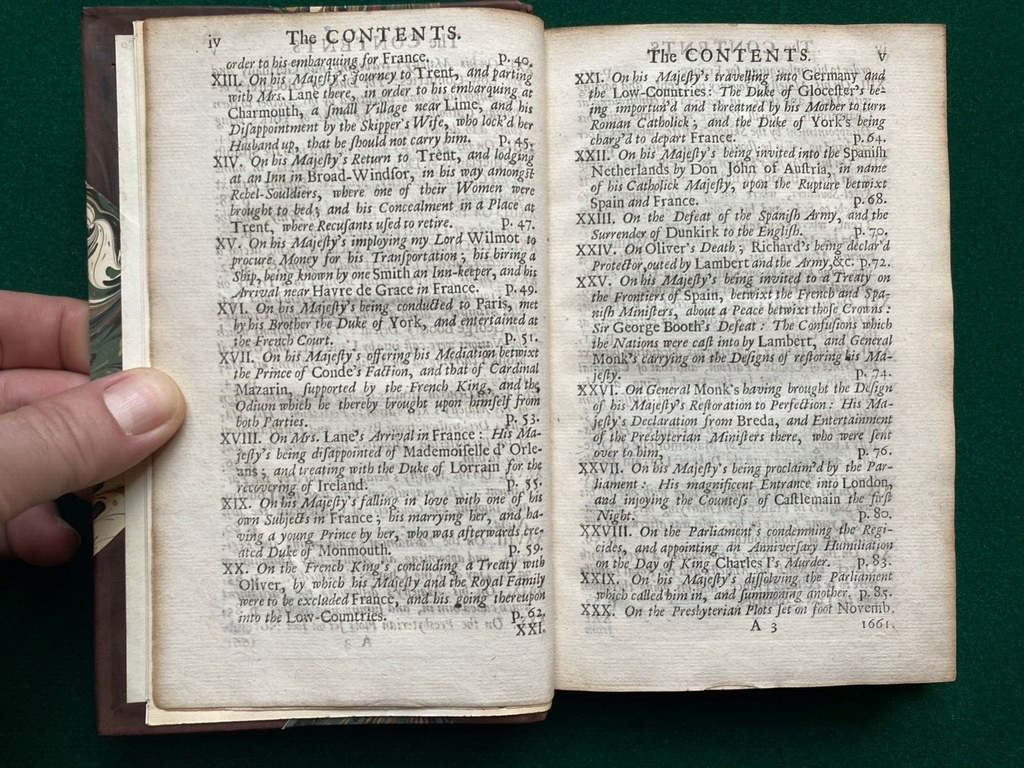 iv The CONTENTS.
order to his embarquing for France. p. 40.
XIII. On his Majeſty's Journey to Trent, and parting
with Mrs. Lane there, in order to his embarquing at
Charmouth, a ſmall Village near Lime, and his
Diſappointment by the Skipper's Wife, who lock'd her
Husband up, that he ſhould not carry him. p. 45.
XIV. On his Majeſty's Return to Trent, and lodging
at an Inn in Broad-Windſor, in his way amongſt
Rebel-Souldiers, where one of their Women were
brought to bed; and his Concealment in a Place at
Trent, where Recuſants uſed to retire. p. 47.
XV. On his Majeſty's imploying my Lord Wilmot to
procure Money for his Tranſportation; his hiring a
Ship, being known by one Smith an Inn-keeper, and his
Arrival near Havre de Grace in France. p. 49.
XVI. On his Majeſty's being conducted to Paris, met
by his Brother the Duke of York, and entertained at
the French Court. p. 51.
XVII. On his Majeſty's offering his Mediation betwixt
the Prince of Conde's Faction, and that of Cardinal
Mazarin, ſupported by the French King, and the
Odium which he thereby brought upon himſelf from
both Parties. p. 53.
XVIII. On Mrs. Lane's Arrival in France: His Ma-
jeſty's being diſappointed of Mademoiſelle d' Orle-
ans; and treating with the Duke of Lorrain for the
recovering of Ireland. p. 55.
XIX. On his Majeſty's falling in love with one of his
own Subjects in France; his marrying her, and ha-
ving a young Prince by her, who was afterwards cre-
ated Duke of Monmouth. p. 59.
XX. On the French King's concluding a Treaty with
Oliver, by which his Majeſty and the Royal Family
were to be excluded France, and his going thereupon
into the Low-Countries. p. 62.
XXI.
The CONTENTS. v
XXI. On his Majeſty's travelling into Germany and
the Low-Countries: The Duke of Gloceſter's be-
ing importun'd and threatned by his Mother to turn
Roman Catholick; and the Duke of York's being
charg'd to depart France. p. 64.
XXII. On his Majeſty's being invited into the Spaniſh
Netherlands by Don John of Auſtria, in name
of his Catholick Majeſty, upon the Rupture betwixt
Spain and France. p. 68.
XXIII. On the Defeat of the Spaniſh Army, and the
Surrender of Dunkirk to the Engliſh. p. 70.
XXIV. On Oliver's Death; Richard's being declar'd
Protector, outed by Lambert and the Army, &c. p. 72.
XXV. On his Majeſty's being invited to a Treaty on
the Frontiers of Spain, betwixt the French and Spa-
niſh Miniſters, about a Peace betwixt thoſe Crowns:
Sir George Booth's Defeat: The Confuſions which
the Nations were caſt into by Lambert, and General
Monk's carrying on the Deſigns of reſtoring his Ma-
jeſty. p. 74.
XXVI. On General Monk's having brought the Deſign
of his Majeſty's Reſtoration to Perfection: His Ma-
jeſty's Declaration from Breda, and Entertainment
of the Presbyterian Miniſters there, who were ſent
over to him, p. 76.
XXVII. On his Majeſty's being proclaim'd by the Par-
liament: His magnificent Entrance into London,
and injoying the Counteſs of Caſtlemain the firſt
Night. p. 80.
XXVIII. On the Parliament's condemning the Regi-
cides, and appointing an Anniverſary Humiliation
on the Day of King Charles I's Murder. p. 83.
XXIX. On his Majeſty's diſſolving the Parliament
which called him in, and ſummoning another. p. 85.
XXX. On the Presbyterian Plots ſet on foot Novemb.
A 3 1661.